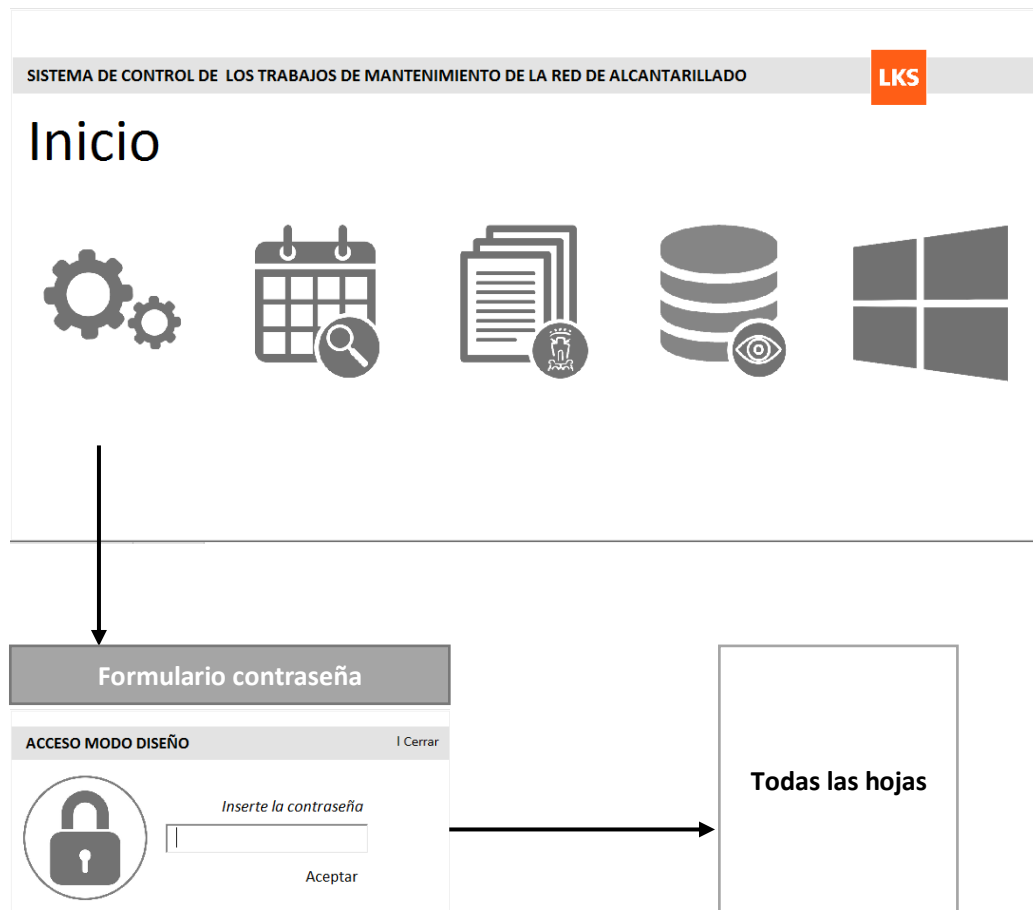 SISTEMA DE CONTROL DE LOS TRABAJOS DE MANTENIMIENTO DE LA RED DE ALCANTARILLADO
LKS
Inicio
Formulario contraseña
ACCESO MODO DISEÑO
| Cerrar
Inserte la contraseña
Aceptar
Todas las hojas